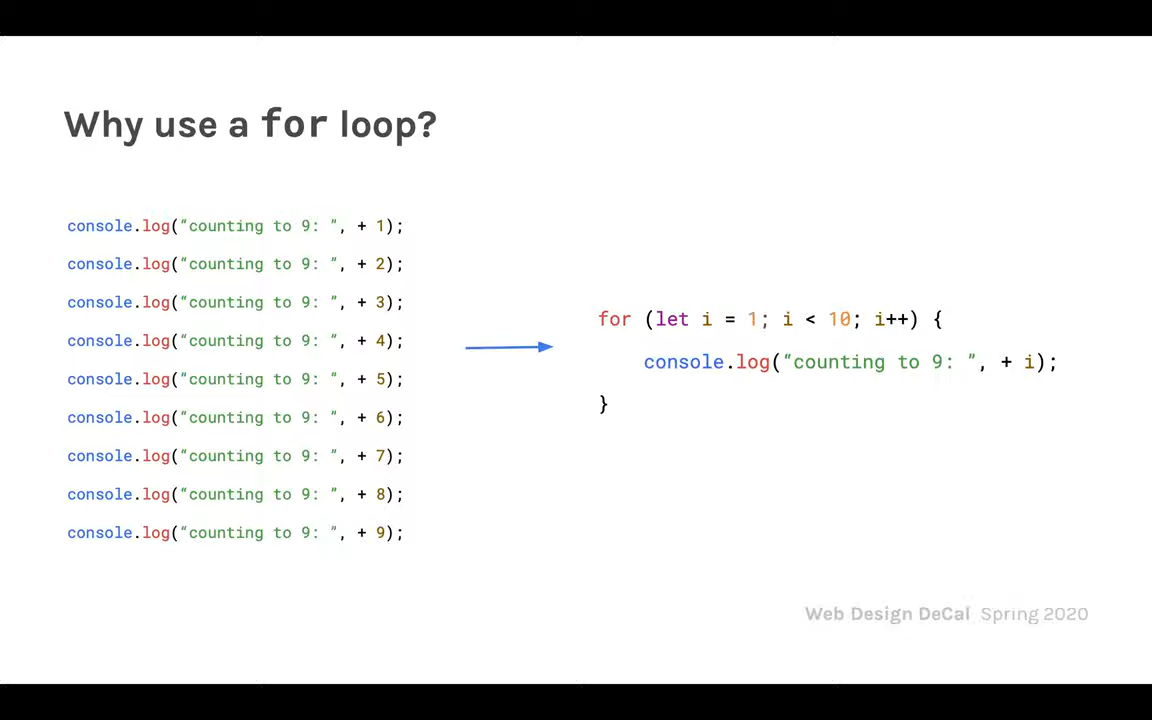 Why use a for loop?
console.log(“counting to 9: ”, + 1);
console.log(“counting to 9: ”, + 2);
console.log(“counting to 9: ”, + 3);
console.log(“counting to 9: ”, + 4);
console.log(“counting to 9: ”, + 5);
console.log(“counting to 9: ”, + 6);
console.log(“counting to 9: ”, + 7);
console.log(“counting to 9: ”, + 8);
console.log(“counting to 9: ”, + 9);
for (let i = 1; i < 10; i++) {
    console.log(“counting to 9: ”, + i);
}
Web Design DeCal Spring 2020